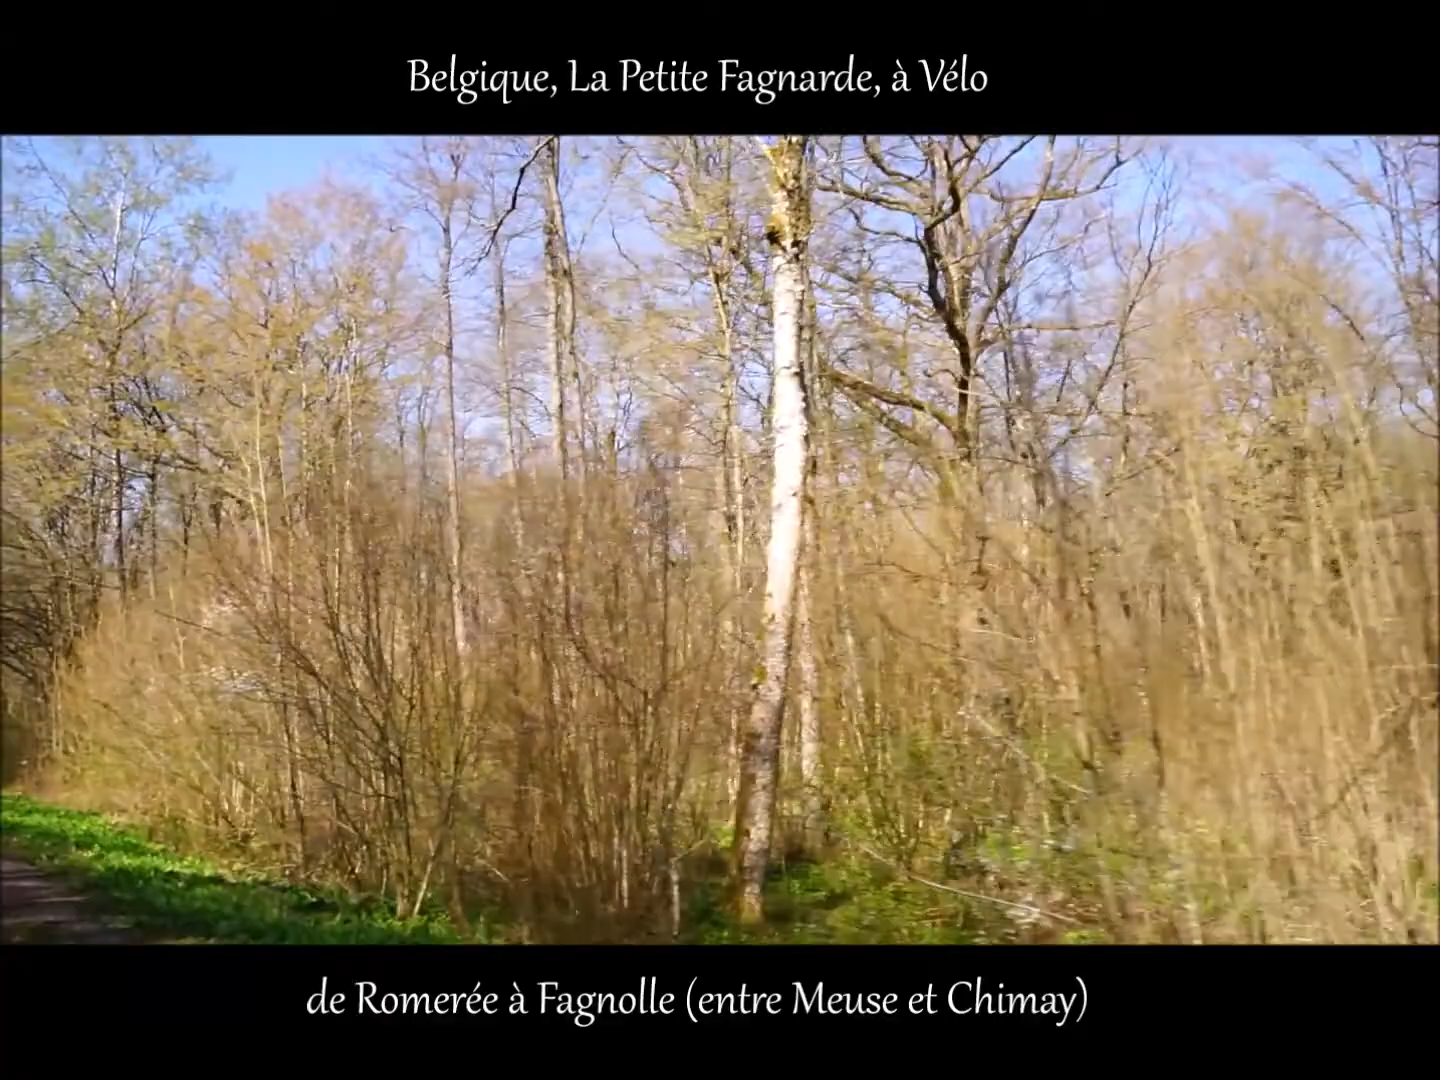 Belgique, La Petite Fagnarde, à Vélo
de Romerée à Fagnolle (entre Meuse et Chimay)